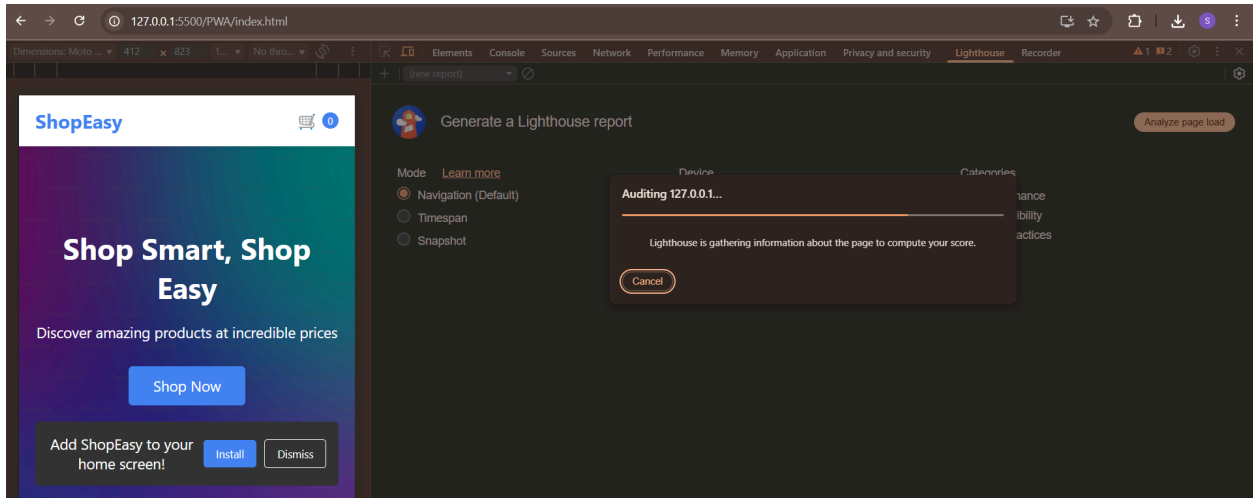 127.0.0.1:5500/PWA/index.html
S
Dimensions: Moto ... 412 x 823 1... No thro...
Elements Console Sources Network Performance Memory Application Privacy and security Lighthouse Recorder 1 2
(new report)
ShopEasy 0
Generate a Lighthouse report
Analyze page load
Mode Learn more
Device
Categories
Navigation (Default)
Timespan
Snapshot
Auditing 127.0.0.1...
Lighthouse is gathering information about the page to compute your score.
Cancel
Shop Smart, Shop
Easy
Discover amazing products at incredible prices
Shop Now
Add ShopEasy to your
home screen!
Install
Dismiss